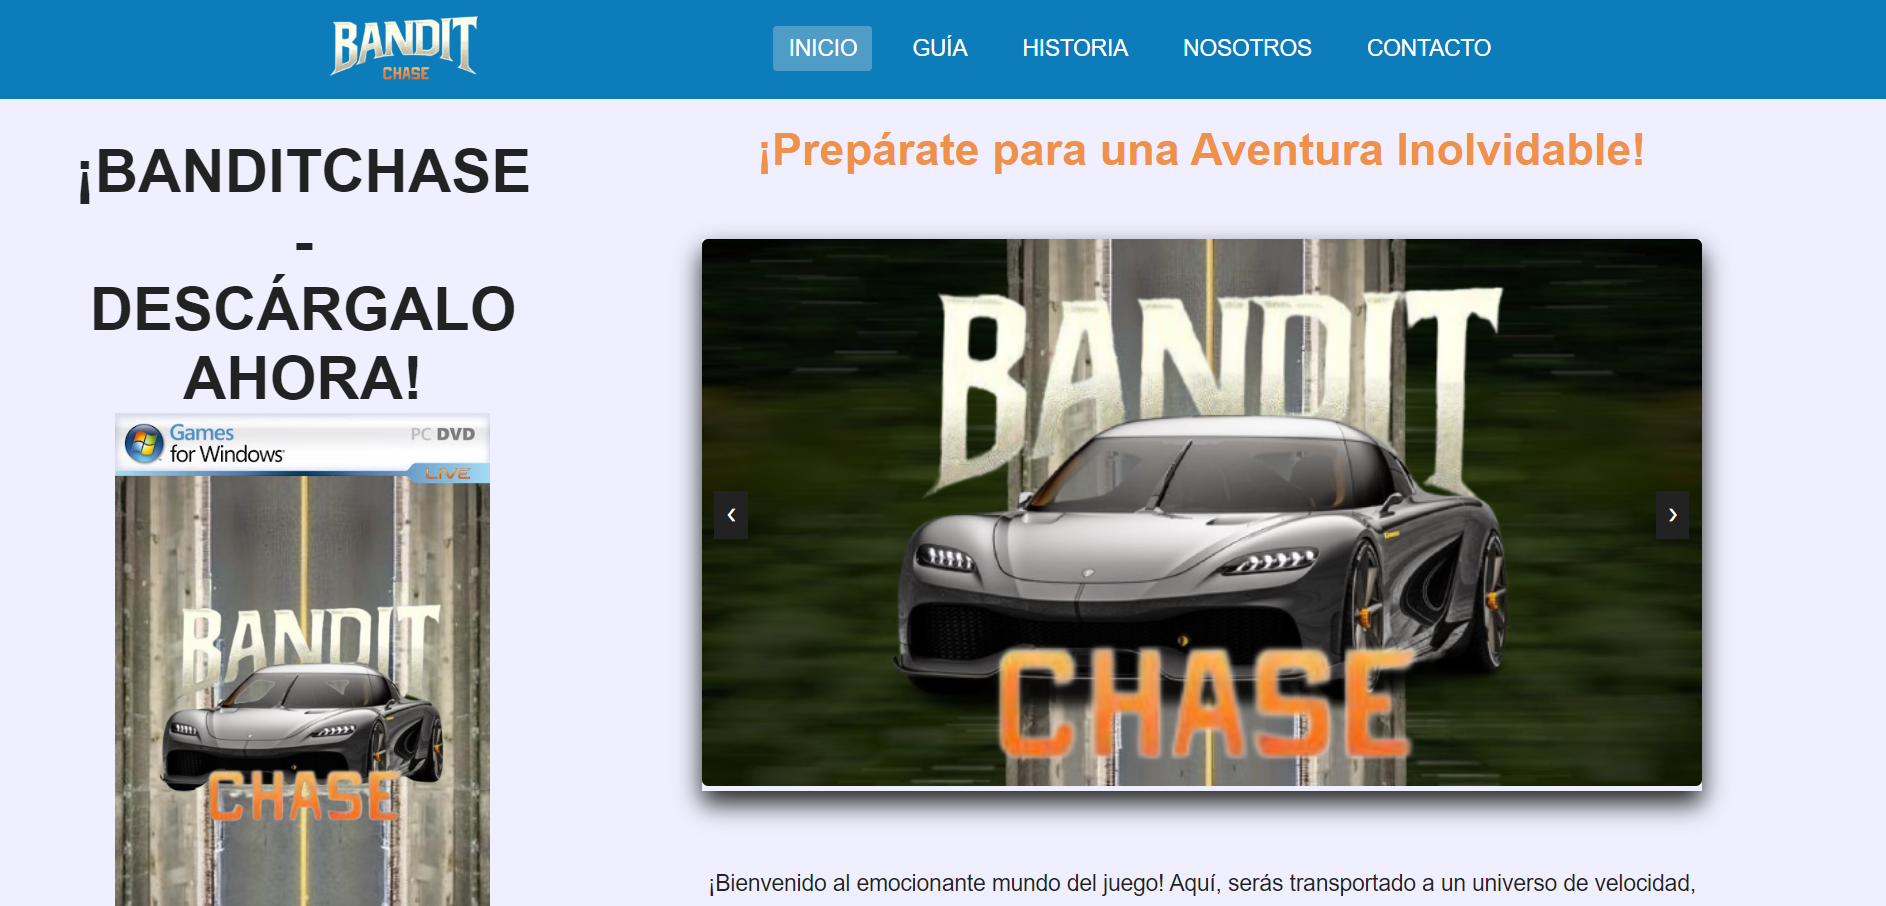 BANDIT
CHASE
INICIO GUÍA HISTORIA NOSOTROS CONTACTO
¡BANDITCHASE
-
DESCÁRGALO
AHORA!
Games
for Windows
PC DVD
LIVE
BANDIT
CHASE
¡Prepárate para una Aventura Inolvidable!
BANDIT
CHASE
‹ ›
¡Bienvenido al emocionante mundo del juego! Aquí, serás transportado a un universo de velocidad,